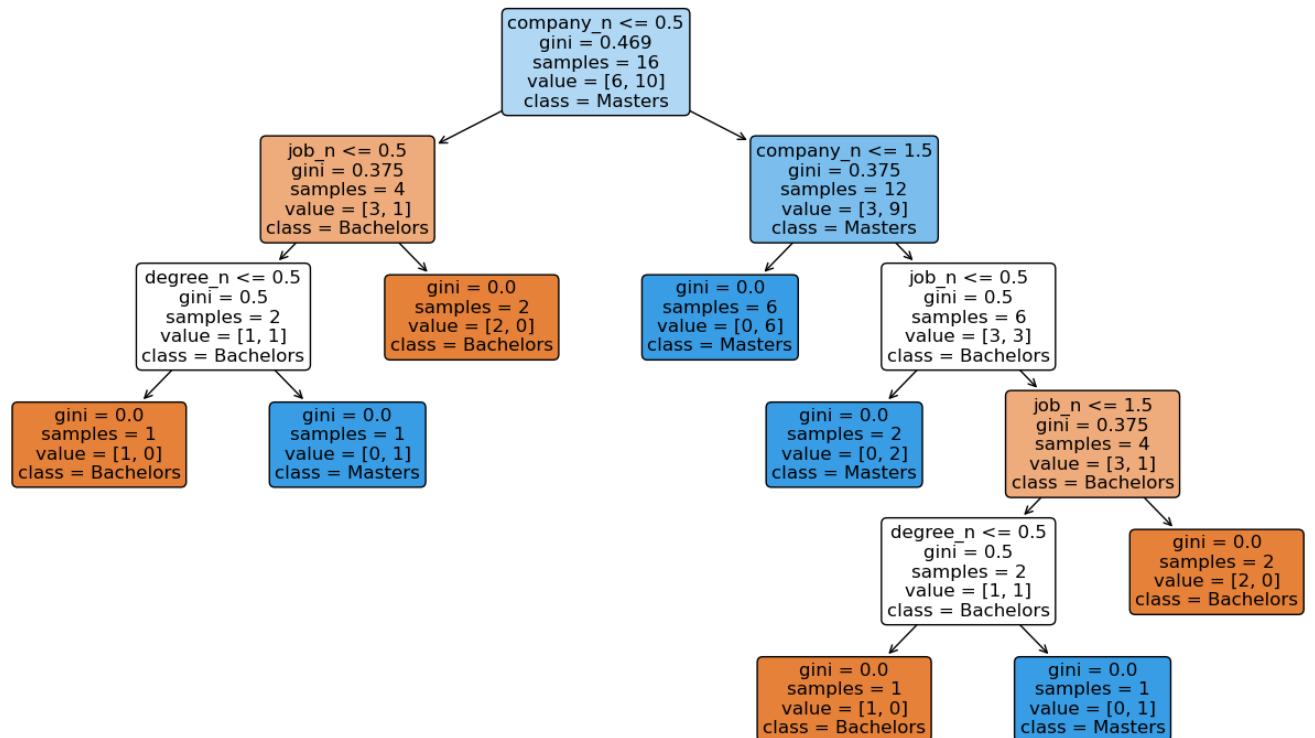 company_n <= 0.5
gini = 0.469
samples = 16
value = [6, 10]
class = Masters
job_n <= 0.5
gini = 0.375
samples = 4
value = [3, 1]
class = Bachelors
company_n <= 1.5
gini = 0.375
samples = 12
value = [3, 9]
class = Masters
degree_n <= 0.5
gini = 0.5
samples = 2
value = [1, 1]
class = Bachelors
gini = 0.0
samples = 2
value = [2, 0]
class = Bachelors
gini = 0.0
samples = 6
value = [0, 6]
class = Masters
job_n <= 0.5
gini = 0.5
samples = 6
value = [3, 3]
class = Bachelors
gini = 0.0
samples = 1
value = [1, 0]
class = Bachelors
gini = 0.0
samples = 1
value = [0, 1]
class = Masters
gini = 0.0
samples = 2
value = [0, 2]
class = Masters
job_n <= 1.5
gini = 0.375
samples = 4
value = [3, 1]
class = Bachelors
degree_n <= 0.5
gini = 0.5
samples = 2
value = [1, 1]
class = Bachelors
gini = 0.0
samples = 2
value = [2, 0]
class = Bachelors
gini = 0.0
samples = 1
value = [1, 0]
class = Bachelors
gini = 0.0
samples = 1
value = [0, 1]
class = Masters